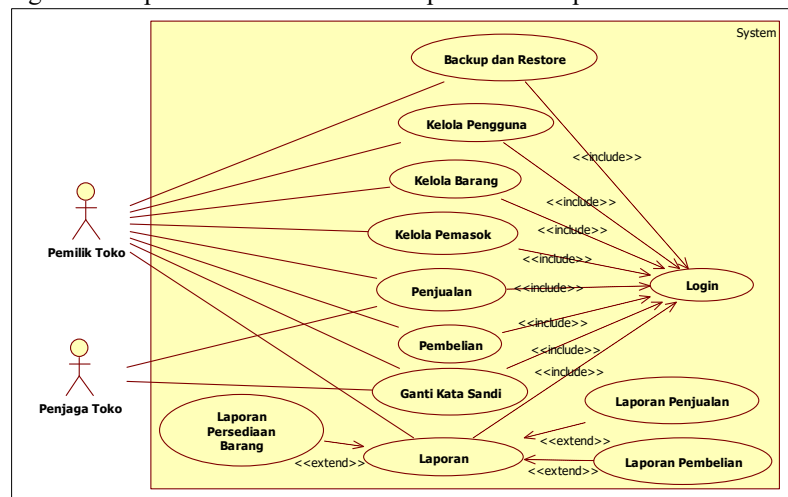 System
Backup dan Restore
Kelola Pengguna
<<include>>
Kelola Barang
<<include>>
<<include>>
Pemilik Toko
Kelola Pemasok
<<include>>
Penjualan
<<include>>
Login
Pembelian
<<include>>
Penjaga Toko
<<include>>
<<include>>
Ganti Kata Sandi
Laporan
Persediaan
Barang
Laporan Penjualan
<<extend>>
Laporan
<<extend>>
Laporan Pembelian
<<extend>>